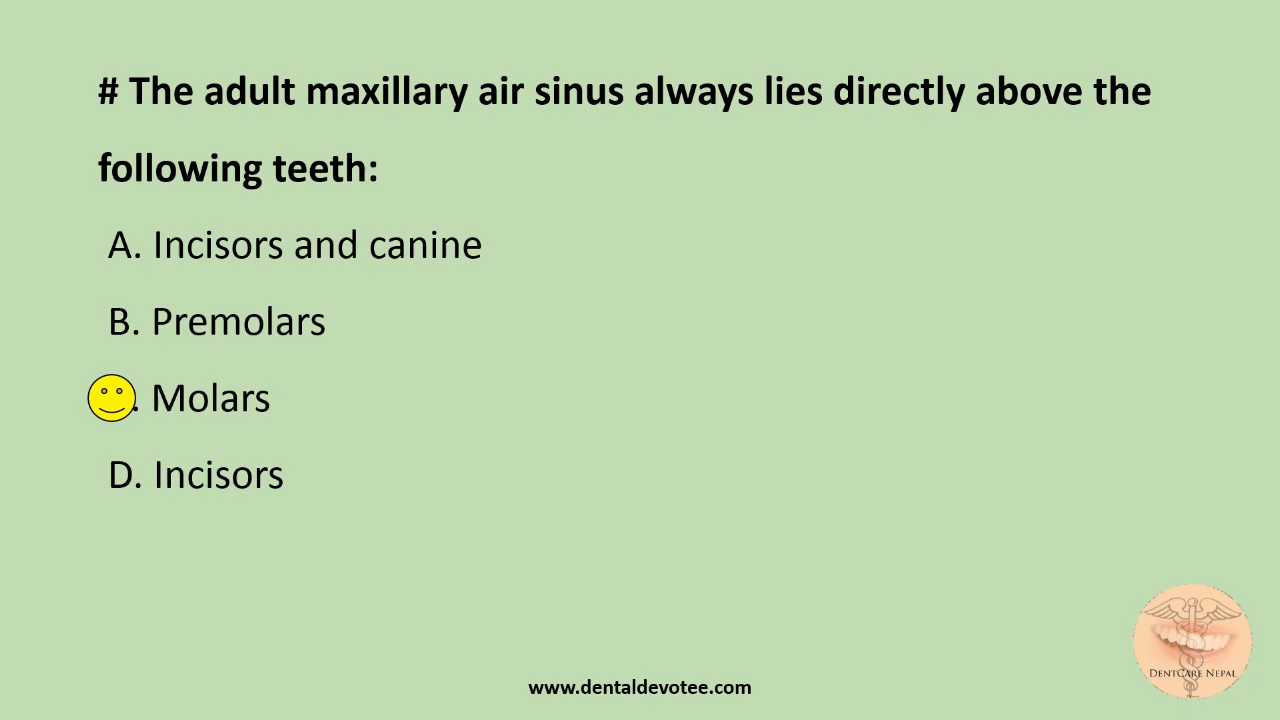 # The adult maxillary air sinus always lies directly above the
following teeth:
A. Incisors and canine
B. Premolars
. Molars
D. Incisors
DENTCARE NEPAL
www.dentaldevotee.com